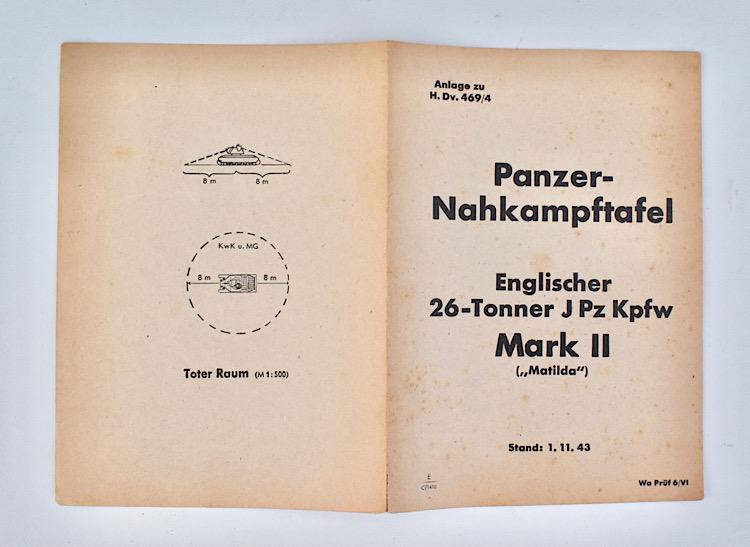 8 m 8 m
KwK u. MG
8 m 8 m
Toter Raum (M 1:500)
Anlage zu
H. Dv. 469/4
Panzer-
Nahkampftafel
Englischer
26-Tonner J Pz Kpfw
Mark II
(„Matilda“)
Stand: 1. 11. 43
E
Wa Prüf 6/VI